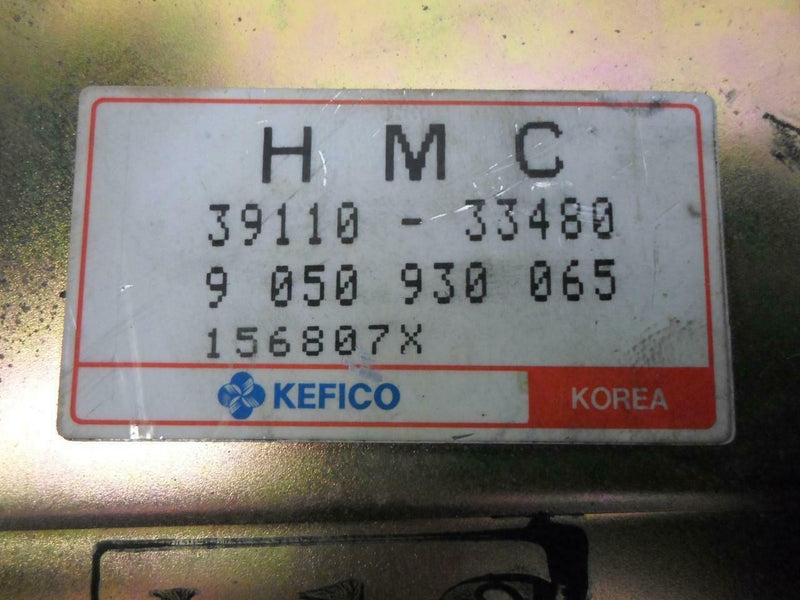 H M C
39110 - 33480
9 050 930 065
156807X
KEFICO KOREA